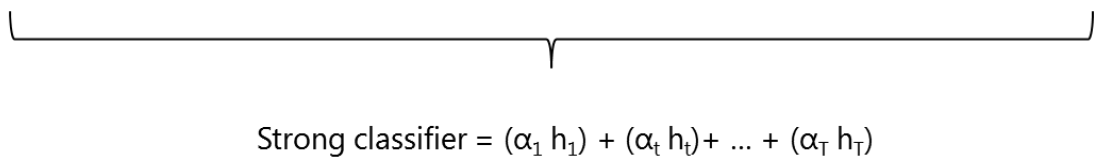 Strong classifier = (α₁ h₁) + (αₜ hₜ)+ ... + (α_T h_T)